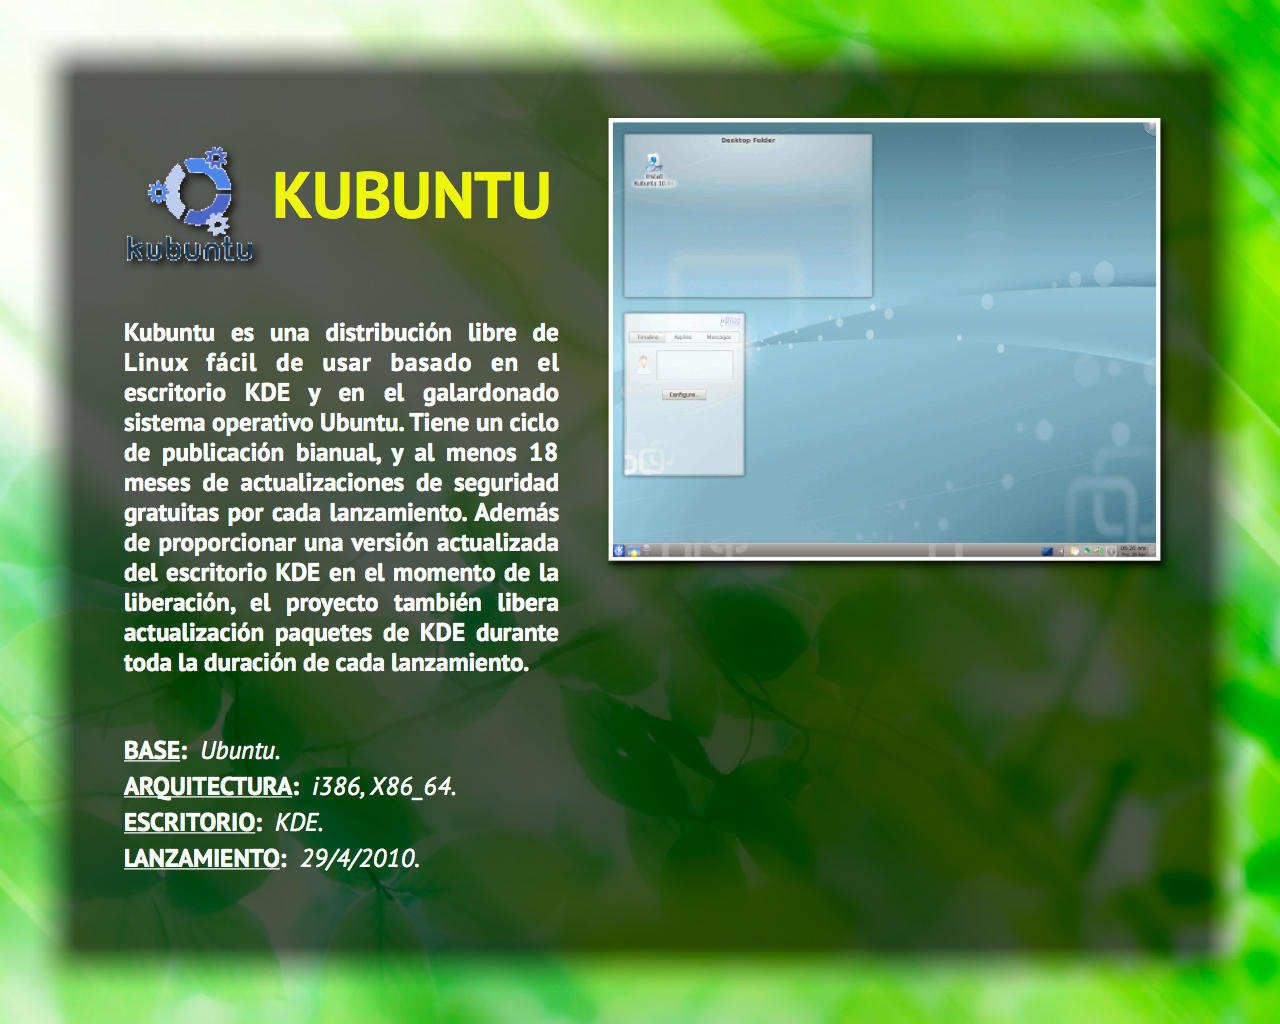 kubuntu
KUBUNTU
Kubuntu es una distribución libre de
Linux fácil de usar basado en el
escritorio KDE y en el galardonado
sistema operativo Ubuntu. Tiene un ciclo
de publicación bianual, y al menos 18
meses de actualizaciones de seguridad
gratuitas por cada lanzamiento. Además
de proporcionar una versión actualizada
del escritorio KDE en el momento de la
liberación, el proyecto también libera
actualización paquetes de KDE durante
toda la duración de cada lanzamiento.
BASE: Ubuntu.
ARQUITECTURA: i386, X86_64.
ESCRITORIO: KDE.
LANZAMIENTO: 29/4/2010.
Desktop Folder
Install
Kubuntu
Timeline Messages
Configure...